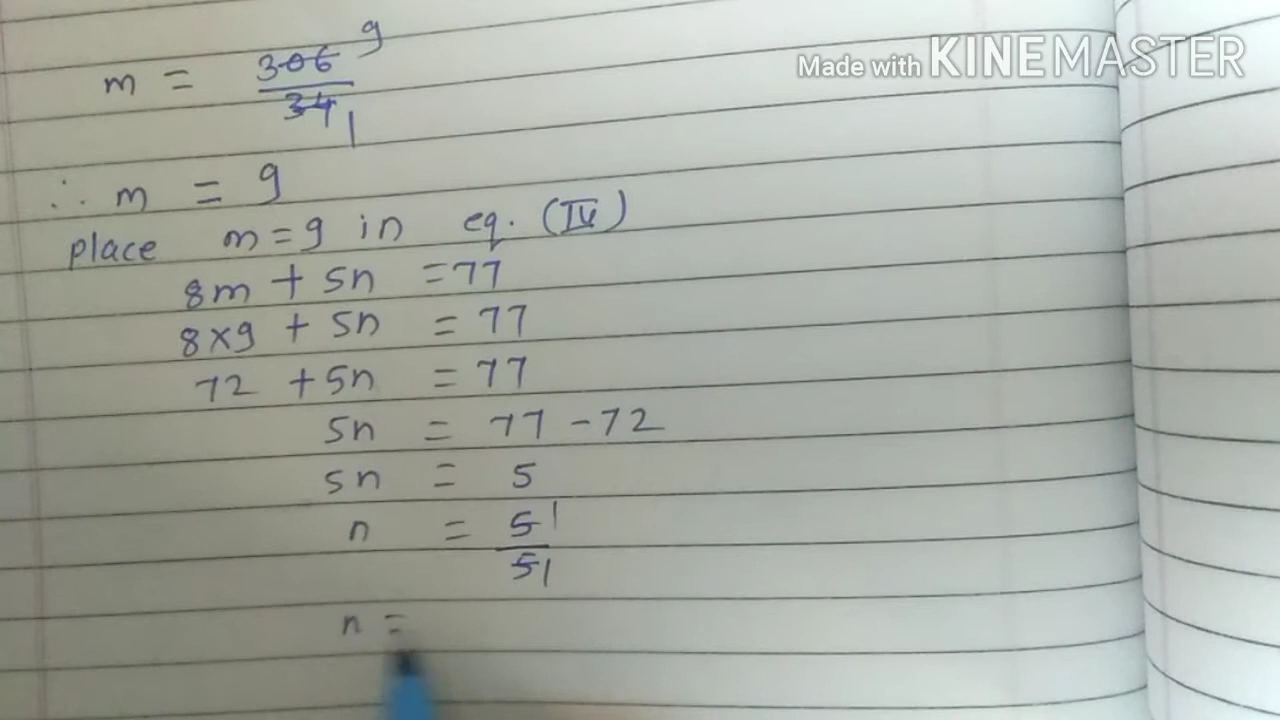 Made with KINEMASTER
m = 306 9
34 1
∴ m = 9
place m = 9 in eq. (IV)
8m + 5n = 77
8×9 + 5n = 77
72 + 5n = 77
5n = 77 - 72
5n = 5
n = 5 1
5 1
n =